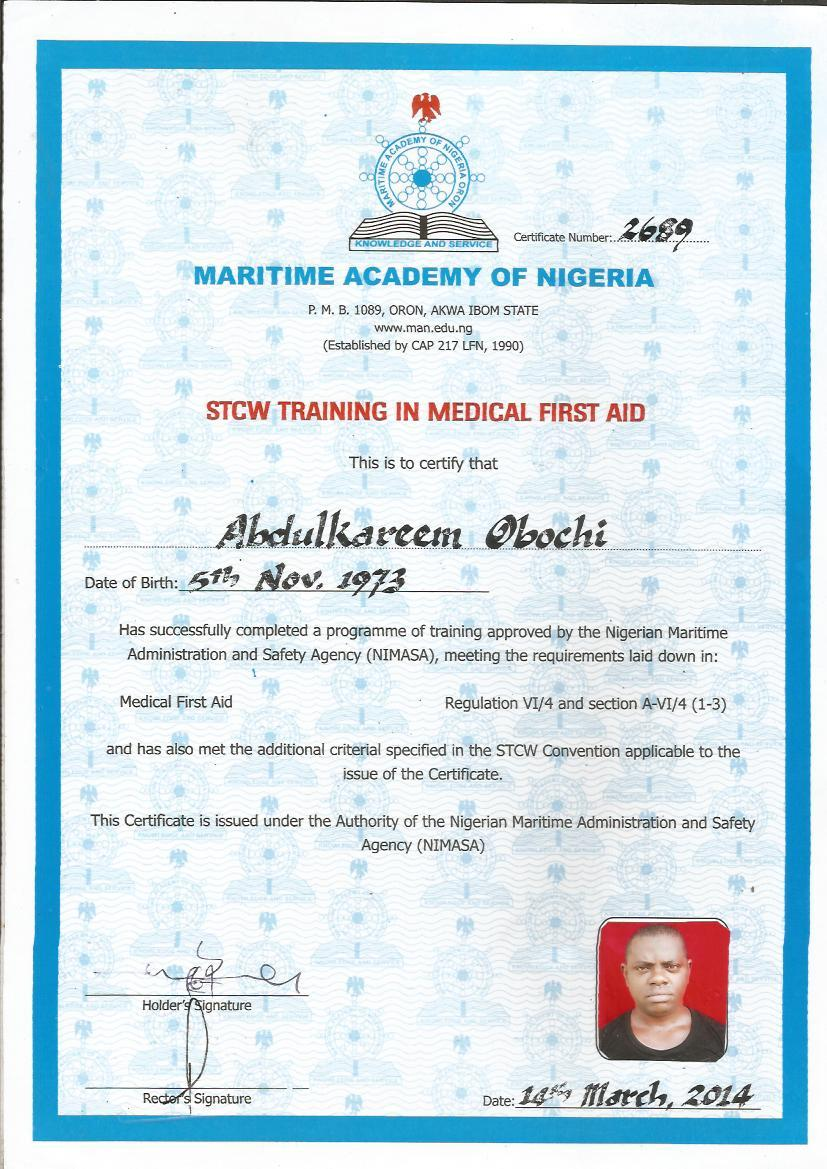 MARITIME ACADEMY OF NIGERIA ORON
KNOWLEDGE AND SERVICE
Certificate Number: 2689
MARITIME ACADEMY OF NIGERIA
P. M. B. 1089, ORON, AKWA IBOM STATE
www.man.edu.ng
(Established by CAP 217 LFN, 1990)
STCW TRAINING IN MEDICAL FIRST AID
This is to certify that
Abdulkareem Obochi
Date of Birth: 5th Nov. 1973
Has successfully completed a programme of training approved by the Nigerian Maritime
Administration and Safety Agency (NIMASA), meeting the requirements laid down in:
Medical First Aid Regulation VI/4 and section A-VI/4 (1-3)
and has also met the additional criterial specified in the STCW Convention applicable to the
issue of the Certificate.
This Certificate is issued under the Authority of the Nigerian Maritime Administration and Safety
Agency (NIMASA)
Holder's Signature
Rector's Signature
Date: 14th March, 2014